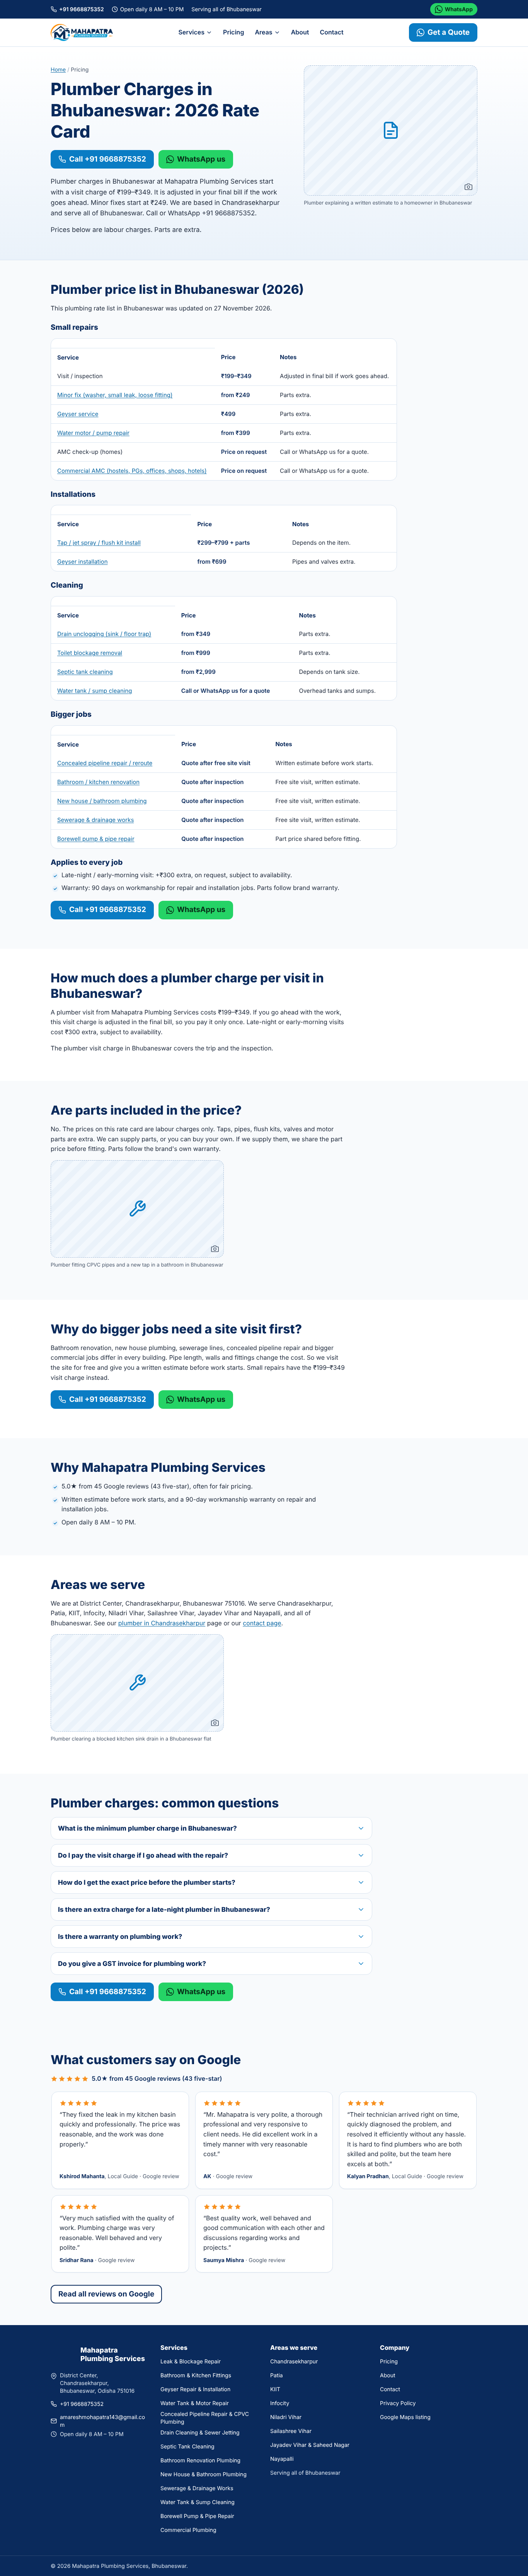 +91 9668875352 Open daily 8 AM – 10 PM Serving all of Bhubaneswar WhatsApp
MAHAPATRA Services Pricing Areas About Contact Get a Quote
Home / Pricing
Plumber Charges in
Bhubaneswar: 2026 Rate
Card
Call +91 9668875352 WhatsApp us
Plumber charges in Bhubaneswar at Mahapatra Plumbing Services start
with a visit charge of ₹199–₹349. It is adjusted in your final bill if the work
goes ahead. Minor fixes start at ₹249. We are based in Chandrasekharpur
and serve all of Bhubaneswar. Call or WhatsApp +91 9668875352.
Prices below are labour charges. Parts are extra.
Plumber explaining a written estimate to a homeowner in Bhubaneswar
Plumber price list in Bhubaneswar (2026)
This plumbing rate list in Bhubaneswar was updated on 27 November 2026.
Small repairs
Service Price Notes
Visit / inspection ₹199–₹349 Adjusted in final bill if work goes ahead.
Minor fix (washer, small leak, loose fitting) from ₹249 Parts extra.
Geyser service ₹499 Parts extra.
Water motor / pump repair from ₹399 Parts extra.
AMC check-up (homes) Price on request Call or WhatsApp us for a quote.
Commercial AMC (hostels, PGs, offices, shops, hotels) Price on request Call or WhatsApp us for a quote.
Installations
Service Price Notes
Tap / jet spray / flush kit install ₹299–₹799 + parts Depends on the item.
Geyser installation from ₹699 Pipes and valves extra.
Cleaning
Service Price Notes
Drain unclogging (sink / floor trap) from ₹349 Parts extra.
Toilet blockage removal from ₹999 Parts extra.
Septic tank cleaning from ₹2,999 Depends on tank size.
Water tank / sump cleaning Call or WhatsApp us for a quote Overhead tanks and sumps.
Bigger jobs
Service Price Notes
Concealed pipeline repair / reroute Quote after free site visit Written estimate before work starts.
Bathroom / kitchen renovation Quote after inspection Free site visit, written estimate.
New house / bathroom plumbing Quote after inspection Free site visit, written estimate.
Sewerage & drainage works Quote after inspection Free site visit, written estimate.
Borewell pump & pipe repair Quote after inspection Part price shared before fitting.
Applies to every job
Late-night / early-morning visit: +₹300 extra, on request, subject to availability.
Warranty: 90 days on workmanship for repair and installation jobs. Parts follow brand warranty.
Call +91 9668875352 WhatsApp us
How much does a plumber charge per visit in
Bhubaneswar?
A plumber visit from Mahapatra Plumbing Services costs ₹199–₹349. If you go ahead with the work,
this visit charge is adjusted in the final bill, so you pay it only once. Late-night or early-morning visits
cost ₹300 extra, subject to availability.
The plumber visit charge in Bhubaneswar covers the trip and the inspection.
Are parts included in the price?
No. The prices on this rate card are labour charges only. Taps, pipes, flush kits, valves and motor
parts are extra. We can supply parts, or you can buy your own. If we supply them, we share the part
price before fitting. Parts follow the brand's own warranty.
Plumber fitting CPVC pipes and a new tap in a bathroom in Bhubaneswar
Why do bigger jobs need a site visit first?
Bathroom renovation, new house plumbing, sewerage lines, concealed pipeline repair and bigger
commercial jobs differ in every building. Pipe length, walls and fittings change the cost. So we visit
the site for free and give you a written estimate before work starts. Small repairs have the ₹199–₹349
visit charge instead.
Call +91 9668875352 WhatsApp us
Why Mahapatra Plumbing Services
5.0★ from 45 Google reviews (43 five-star), often for fair pricing.
Written estimate before work starts, and a 90-day workmanship warranty on repair and
installation jobs.
Open daily 8 AM – 10 PM.
Areas we serve
We are at District Center, Chandrasekharpur, Bhubaneswar 751016. We serve Chandrasekharpur,
Patia, KIIT, Infocity, Niladri Vihar, Sailashree Vihar, Jayadev Vihar and Nayapalli, and all of
Bhubaneswar. See our plumber in Chandrasekharpur page or our contact page.
Plumber clearing a blocked kitchen sink drain in a Bhubaneswar flat
Plumber charges: common questions
What is the minimum plumber charge in Bhubaneswar?
Do I pay the visit charge if I go ahead with the repair?
How do I get the exact price before the plumber starts?
Is there an extra charge for a late-night plumber in Bhubaneswar?
Is there a warranty on plumbing work?
Do you give a GST invoice for plumbing work?
Call +91 9668875352 WhatsApp us
What customers say on Google
★★★★★ 5.0★ from 45 Google reviews (43 five-star)
★★★★★
“They fixed the leak in my kitchen basin
quickly and professionally. The price was
reasonable, and the work was done
properly.”
Kshirod Mahanta, Local Guide · Google review
★★★★★
“Mr. Mahapatra is very polite, a thorough
professional and very responsive to
client needs. He did excellent work in a
timely manner with very reasonable
cost.”
AK · Google review
★★★★★
“Their technician arrived right on time,
quickly diagnosed the problem, and
resolved it efficiently without any hassle.
It is hard to find plumbers who are both
skilled and polite, but the team here
excels at both.”
Kalyan Pradhan, Local Guide · Google review
★★★★★
“Very much satisfied with the quality of
work. Plumbing charge was very
reasonable. Well behaved and very
polite.”
Sridhar Rana · Google review
★★★★★
“Best quality work, well behaved and
good communication with each other and
discussions regarding works and
projects.”
Saumya Mishra · Google review
Read all reviews on Google
Mahapatra
Plumbing Services
District Center,
Chandrasekharpur,
Bhubaneswar, Odisha 751016
+91 9668875352
amareshmohapatra143@gmail.co
m
Open daily 8 AM – 10 PM
Services
Leak & Blockage Repair
Bathroom & Kitchen Fittings
Geyser Repair & Installation
Water Tank & Motor Repair
Concealed Pipeline Repair & CPVC
Plumbing
Drain Cleaning & Sewer Jetting
Septic Tank Cleaning
Bathroom Renovation Plumbing
New House & Bathroom Plumbing
Sewerage & Drainage Works
Water Tank & Sump Cleaning
Borewell Pump & Pipe Repair
Commercial Plumbing
Areas we serve
Chandrasekharpur
Patia
KIIT
Infocity
Niladri Vihar
Sailashree Vihar
Jayadev Vihar & Saheed Nagar
Nayapalli
Serving all of Bhubaneswar
Company
Pricing
About
Contact
Privacy Policy
Google Maps listing
© 2026 Mahapatra Plumbing Services, Bhubaneswar.